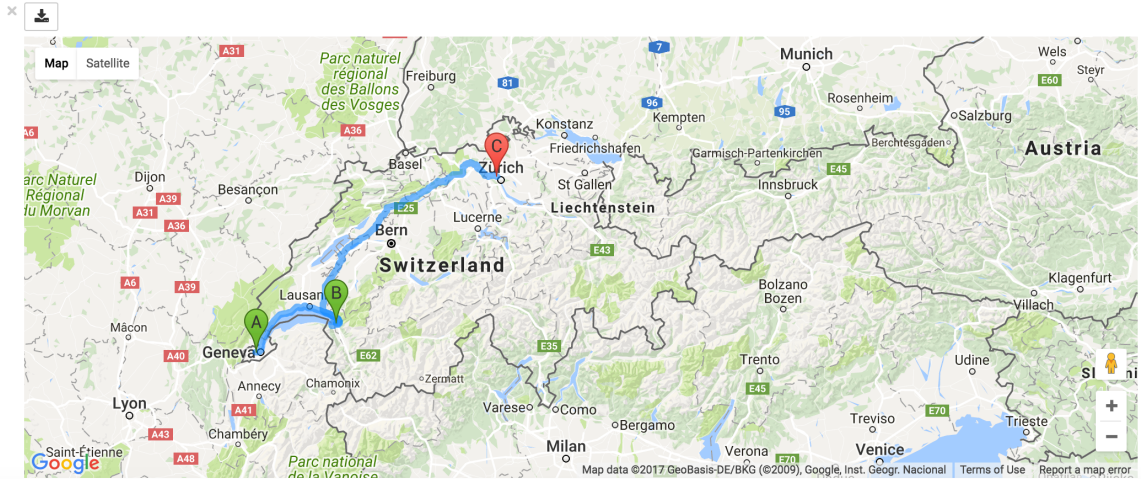 ×
Map
Satellite
A31
Parc naturel
régional
des Ballons
des Vosges
Freiburg
81
7
Munich
Wels
Steyr
E60
96
95
Rosenheim
Kempten
Salzburg
A6
A36
Konstanz
Friedrichshafen
Garmisch-Partenkirchen
Berchtesgaden
Austria
E45
C
Zürich
Basel
Dijon
Besançon
arc Naturel
Régional
du Morvan
A39
A31
A36
St Gallen
Innsbruck
Liechtenstein
E25
Lucerne
Bern
E43
Switzerland
A6
A39
B
Lausan
A
Geneva
Mâcon
A40
E62
E35
Bolzano
Bozen
Klagenfurt
Villach
Annecy
Chamonix
Zermatt
Trento
Udine
E45
Lyon
A41
A43
Chambéry
Varese
Como
Bergamo
E70
Treviso
Trieste
Saint-Étienne
A48
Parc national
de la Vanoise
Milan
Verona
E70
Venice
+
−
Google
Map data ©2017 GeoBasis-DE/BKG (©2009), Google, Inst. Geogr. Nacional
Terms of Use
Report a map error